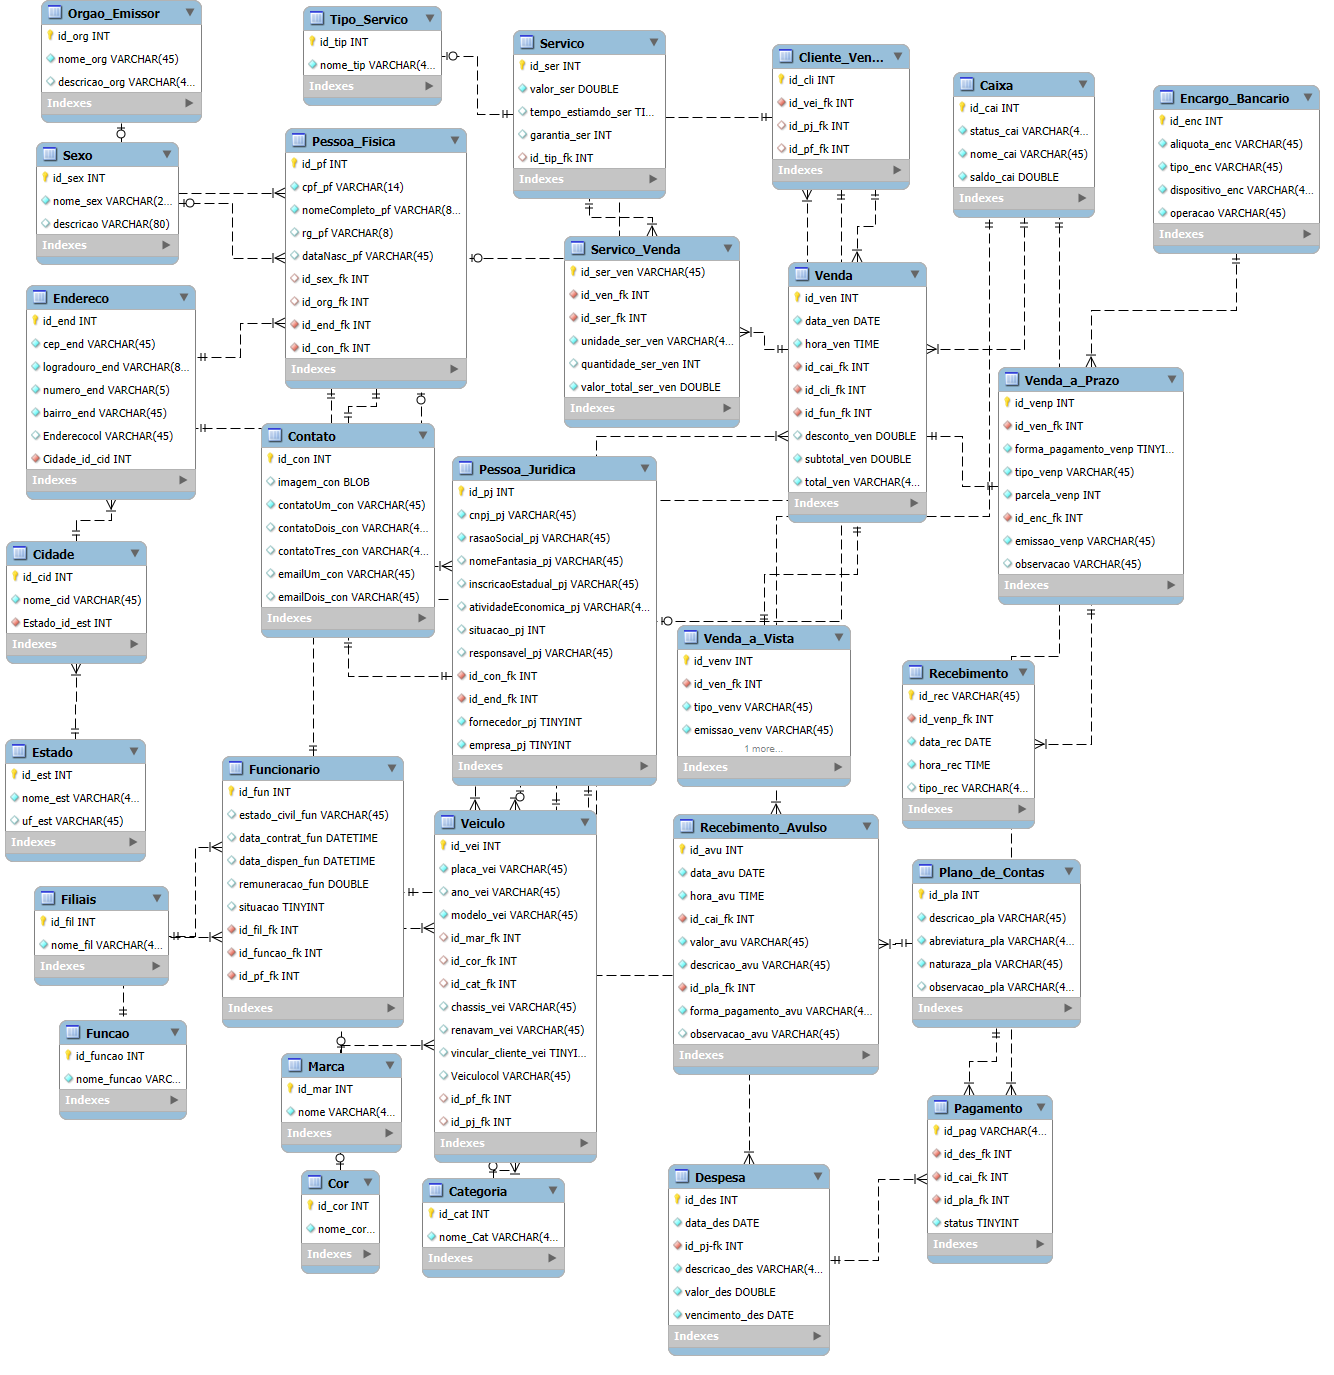 Orgao_Emissor
id_org INT
nome_org VARCHAR(45)
descricao_org VARCHAR(4...
Indexes
Tipo_Servico
id_tip INT
nome_tip VARCHAR(4...
Indexes
Servico
id_ser INT
valor_ser DOUBLE
tempo_estiamdo_ser TI...
garantia_ser INT
id_tip_fk INT
Indexes
Cliente_Ven...
id_cli INT
id_vei_fk INT
id_pj_fk INT
id_pf_fk INT
Indexes
Caixa
id_cai INT
status_cai VARCHAR(4...
nome_cai VARCHAR(45)
saldo_cai DOUBLE
Indexes
Encargo_Bancario
id_enc INT
aliquota_enc VARCHAR(45)
tipo_enc VARCHAR(45)
dispositivo_enc VARCHAR(4...
operacao VARCHAR(45)
Indexes
Sexo
id_sex INT
nome_sex VARCHAR(2...
descricao VARCHAR(80)
Indexes
Pessoa_Fisica
id_pf INT
cpf_pf VARCHAR(14)
nomeCompleto_pf VARCHAR(8...
rg_pf VARCHAR(8)
dataNasc_pf VARCHAR(45)
id_sex_fk INT
id_org_fk INT
id_end_fk INT
id_con_fk INT
Indexes
Servico_Venda
id_ser_ven VARCHAR(45)
id_ven_fk INT
id_ser_fk INT
unidade_ser_ven VARCHAR(4...
quantidade_ser_ven INT
valor_total_ser_ven DOUBLE
Indexes
Venda
id_ven INT
data_ven DATE
hora_ven TIME
id_cai_fk INT
id_cli_fk INT
id_fun_fk INT
desconto_ven DOUBLE
subtotal_ven DOUBLE
total_ven VARCHAR(4...
Indexes
Endereco
id_end INT
cep_end VARCHAR(45)
logradouro_end VARCHAR(8...
numero_end VARCHAR(5)
bairro_end VARCHAR(45)
Enderecocol VARCHAR(45)
Cidade_id_cid INT
Indexes
Venda_a_Prazo
id_venp INT
id_ven_fk INT
forma_pagamento_venp TINYI...
tipo_venp VARCHAR(45)
parcela_venp INT
id_enc_fk INT
emissao_venp VARCHAR(45)
observacao VARCHAR(45)
Indexes
Contato
id_con INT
imagem_con BLOB
contatoUm_con VARCHAR(45)
contatoDois_con VARCHAR(4...
contatoTres_con VARCHAR(4...
emailUm_con VARCHAR(45)
emailDois_con VARCHAR(45)
Indexes
Pessoa_Juridica
id_pj INT
cnpj_pj VARCHAR(45)
rasaoSocial_pj VARCHAR(45)
nomeFantasia_pj VARCHAR(45)
inscricaoEstadual_pj VARCHAR(45)
atividadeEconomica_pj VARCHAR(4...
situacao_pj INT
responsavel_pj VARCHAR(45)
id_con_fk INT
id_end_fk INT
fornecedor_pj TINYINT
empresa_pj TINYINT
Indexes
Cidade
id_cid INT
nome_cid VARCHAR(45)
Estado_id_est INT
Indexes
Venda_a_Vista
id_venv INT
id_ven_fk INT
tipo_venv VARCHAR(45)
emissao_venv VARCHAR(45)
1 more...
Indexes
Recebimento
id_rec VARCHAR(45)
id_venp_fk INT
data_rec DATE
hora_rec TIME
tipo_rec VARCHAR(4...
Indexes
Estado
id_est INT
nome_est VARCHAR(4...
uf_est VARCHAR(45)
Indexes
Funcionario
id_fun INT
estado_civil_fun VARCHAR(45)
data_contrat_fun DATETIME
data_dispen_fun DATETIME
remuneracao_fun DOUBLE
situacao TINYINT
id_fil_fk INT
id_funcao_fk INT
id_pf_fk INT
Indexes
Veiculo
id_vei INT
placa_vei VARCHAR(45)
ano_vei VARCHAR(45)
modelo_vei VARCHAR(45)
id_mar_fk INT
id_cor_fk INT
id_cat_fk INT
chassis_vei VARCHAR(45)
renavam_vei VARCHAR(45)
vincular_cliente_vei TINYI...
Veiculocol VARCHAR(45)
id_pf_fk INT
id_pj_fk INT
Indexes
Recebimento_Avulso
id_avu INT
data_avu DATE
hora_avu TIME
id_cai_fk INT
valor_avu VARCHAR(45)
descricao_avu VARCHAR(45)
id_pla_fk INT
forma_pagamento_avu VARCHAR(4...
observacao_avu VARCHAR(45)
Indexes
Plano_de_Contas
id_pla INT
descricao_pla VARCHAR(45)
abreviatura_pla VARCHAR(4...
naturaza_pla VARCHAR(45)
observacao_pla VARCHAR(4...
Indexes
Filiais
id_fil INT
nome_fil VARCHAR(4...
Indexes
Funcao
id_funcao INT
nome_funcao VARC...
Indexes
Marca
id_mar INT
nome VARCHAR(4...
Indexes
Pagamento
id_pag VARCHAR(4...
id_des_fk INT
id_cai_fk INT
id_pla_fk INT
status TINYINT
Indexes
Cor
id_cor INT
nome_cor...
Indexes
Categoria
id_cat INT
nome_Cat VARCHAR(4...
Indexes
Despesa
id_des INT
data_des DATE
id_pj-fk INT
descricao_des VARCHAR(4...
valor_des DOUBLE
vencimento_des DATE
Indexes